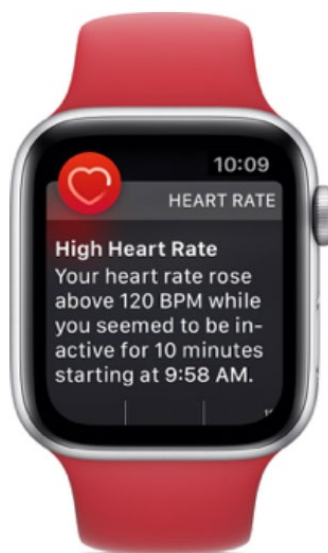 10:09
HEART RATE
High Heart Rate
Your heart rate rose
above 120 BPM while
you seemed to be in-
active for 10 minutes
starting at 9:58 AM.